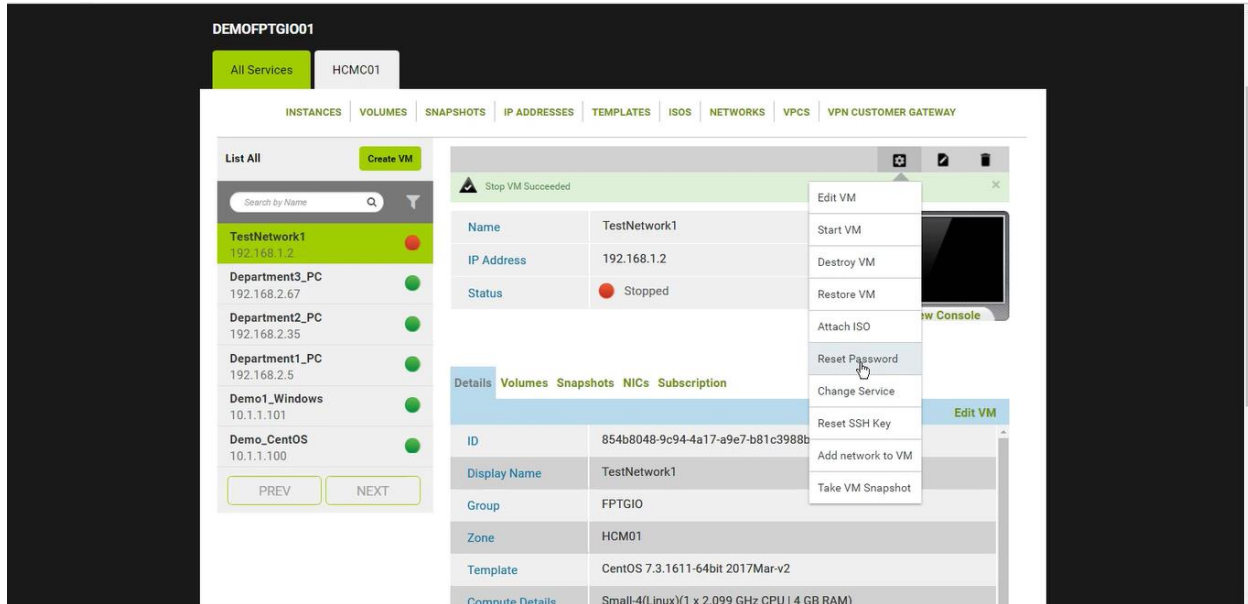 DEMOFPTGIO01
All Services
HCMC01
INSTANCES
VOLUMES
SNAPSHOTS
IP ADDRESSES
TEMPLATES
ISOS
NETWORKS
VPCS
VPN CUSTOMER GATEWAY
List All
Create VM
Search by Name
TestNetwork1
192.168.1.2
Department3_PC
192.168.2.67
Department2_PC
192.168.2.35
Department1_PC
192.168.2.5
Demo1_Windows
10.1.1.101
Demo_CentOS
10.1.1.100
PREV
NEXT
Stop VM Succeeded
Name
TestNetwork1
IP Address
192.168.1.2
Status
Stopped
Edit VM
Start VM
Destroy VM
Restore VM
Attach ISO
Reset Password
Change Service
Reset SSH Key
Add network to VM
Take VM Snapshot
Console
Details
Volumes
Snapshots
NICs
Subscription
Edit VM
ID
854b8048-9c94-4a17-a9e7-b81c3988b
Display Name
TestNetwork1
Group
FPTGIO
Zone
HCM01
Template
CentOS 7.3.1611-64bit 2017Mar-v2
Compute Details
Small-4(Linux)(1 x 2.099 GHz CPU | 4 GB RAM)